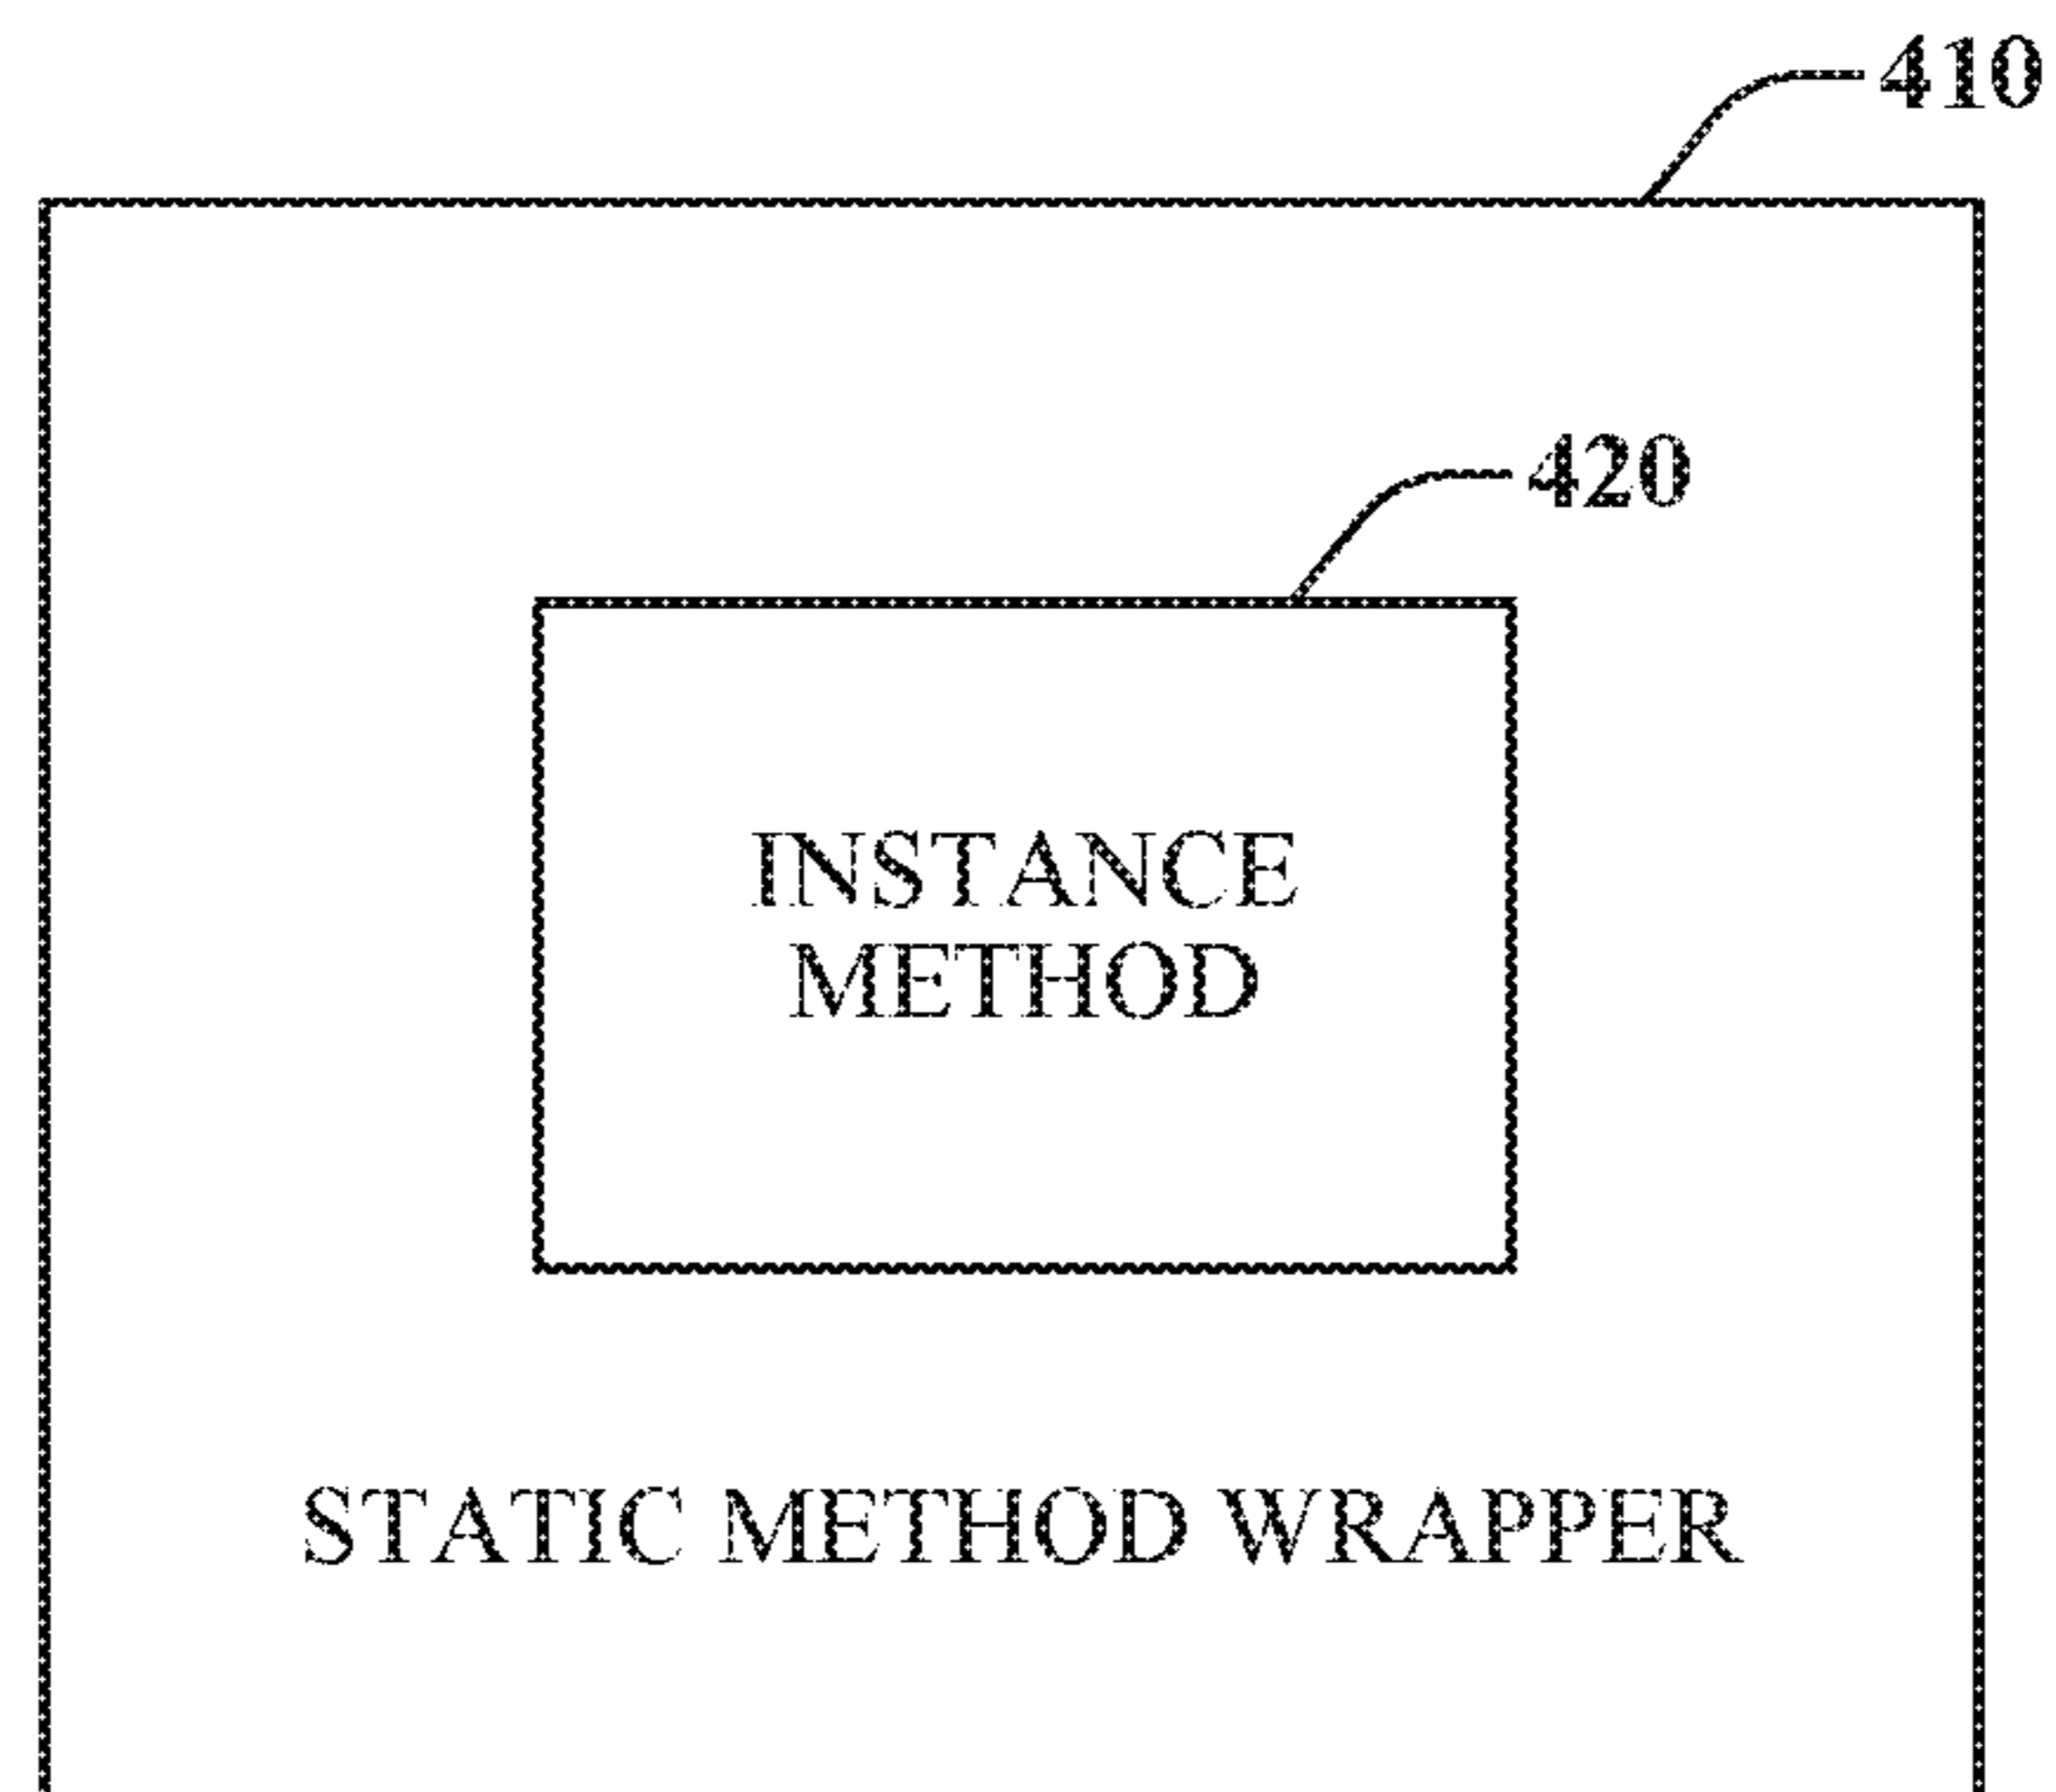 410
420
INSTANCE
METHOD
STATIC METHOD WRAPPER